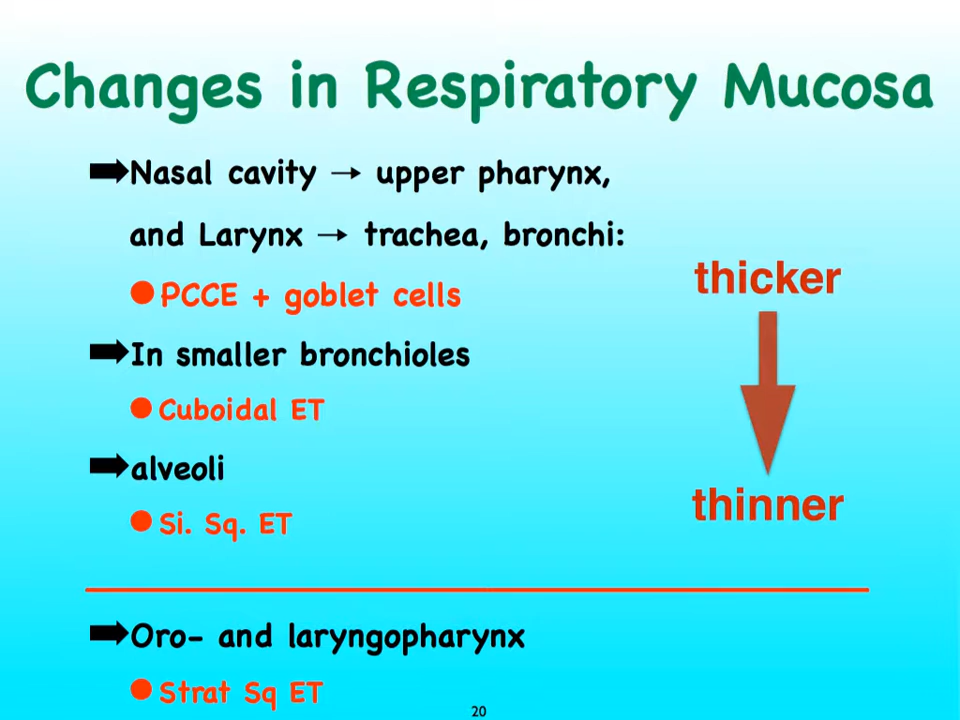 Changes in Respiratory Mucosa
Nasal cavity → upper pharynx,
and Larynx → trachea, bronchi:
PCCE + goblet cells
In smaller bronchioles
Cuboidal ET
alveoli
Si. Sq. ET
thicker
thinner
Oro- and laryngopharynx
Strat Sq ET
20